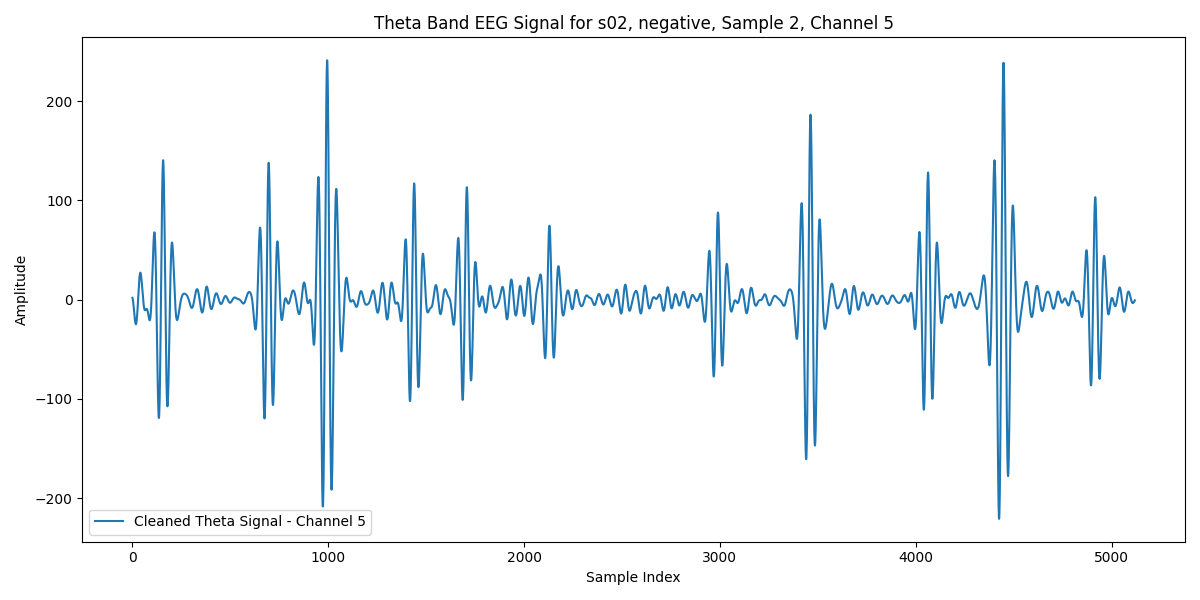 Theta Band EEG Signal for s02, negative, Sample 2, Channel 5
Amplitude
200
100
0
−100
−200
Cleaned Theta Signal - Channel 5
0 1000 2000 3000 4000 5000
Sample Index